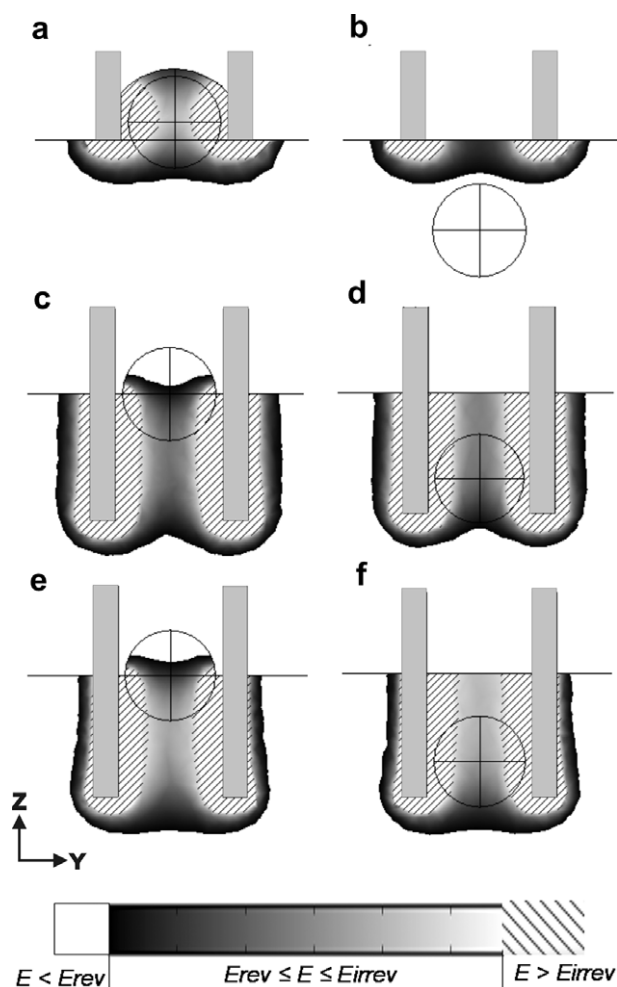 a b
c d
e f
Z
Y
E < Erev Erev ≤ E ≤ Eirrev E > Eirrev